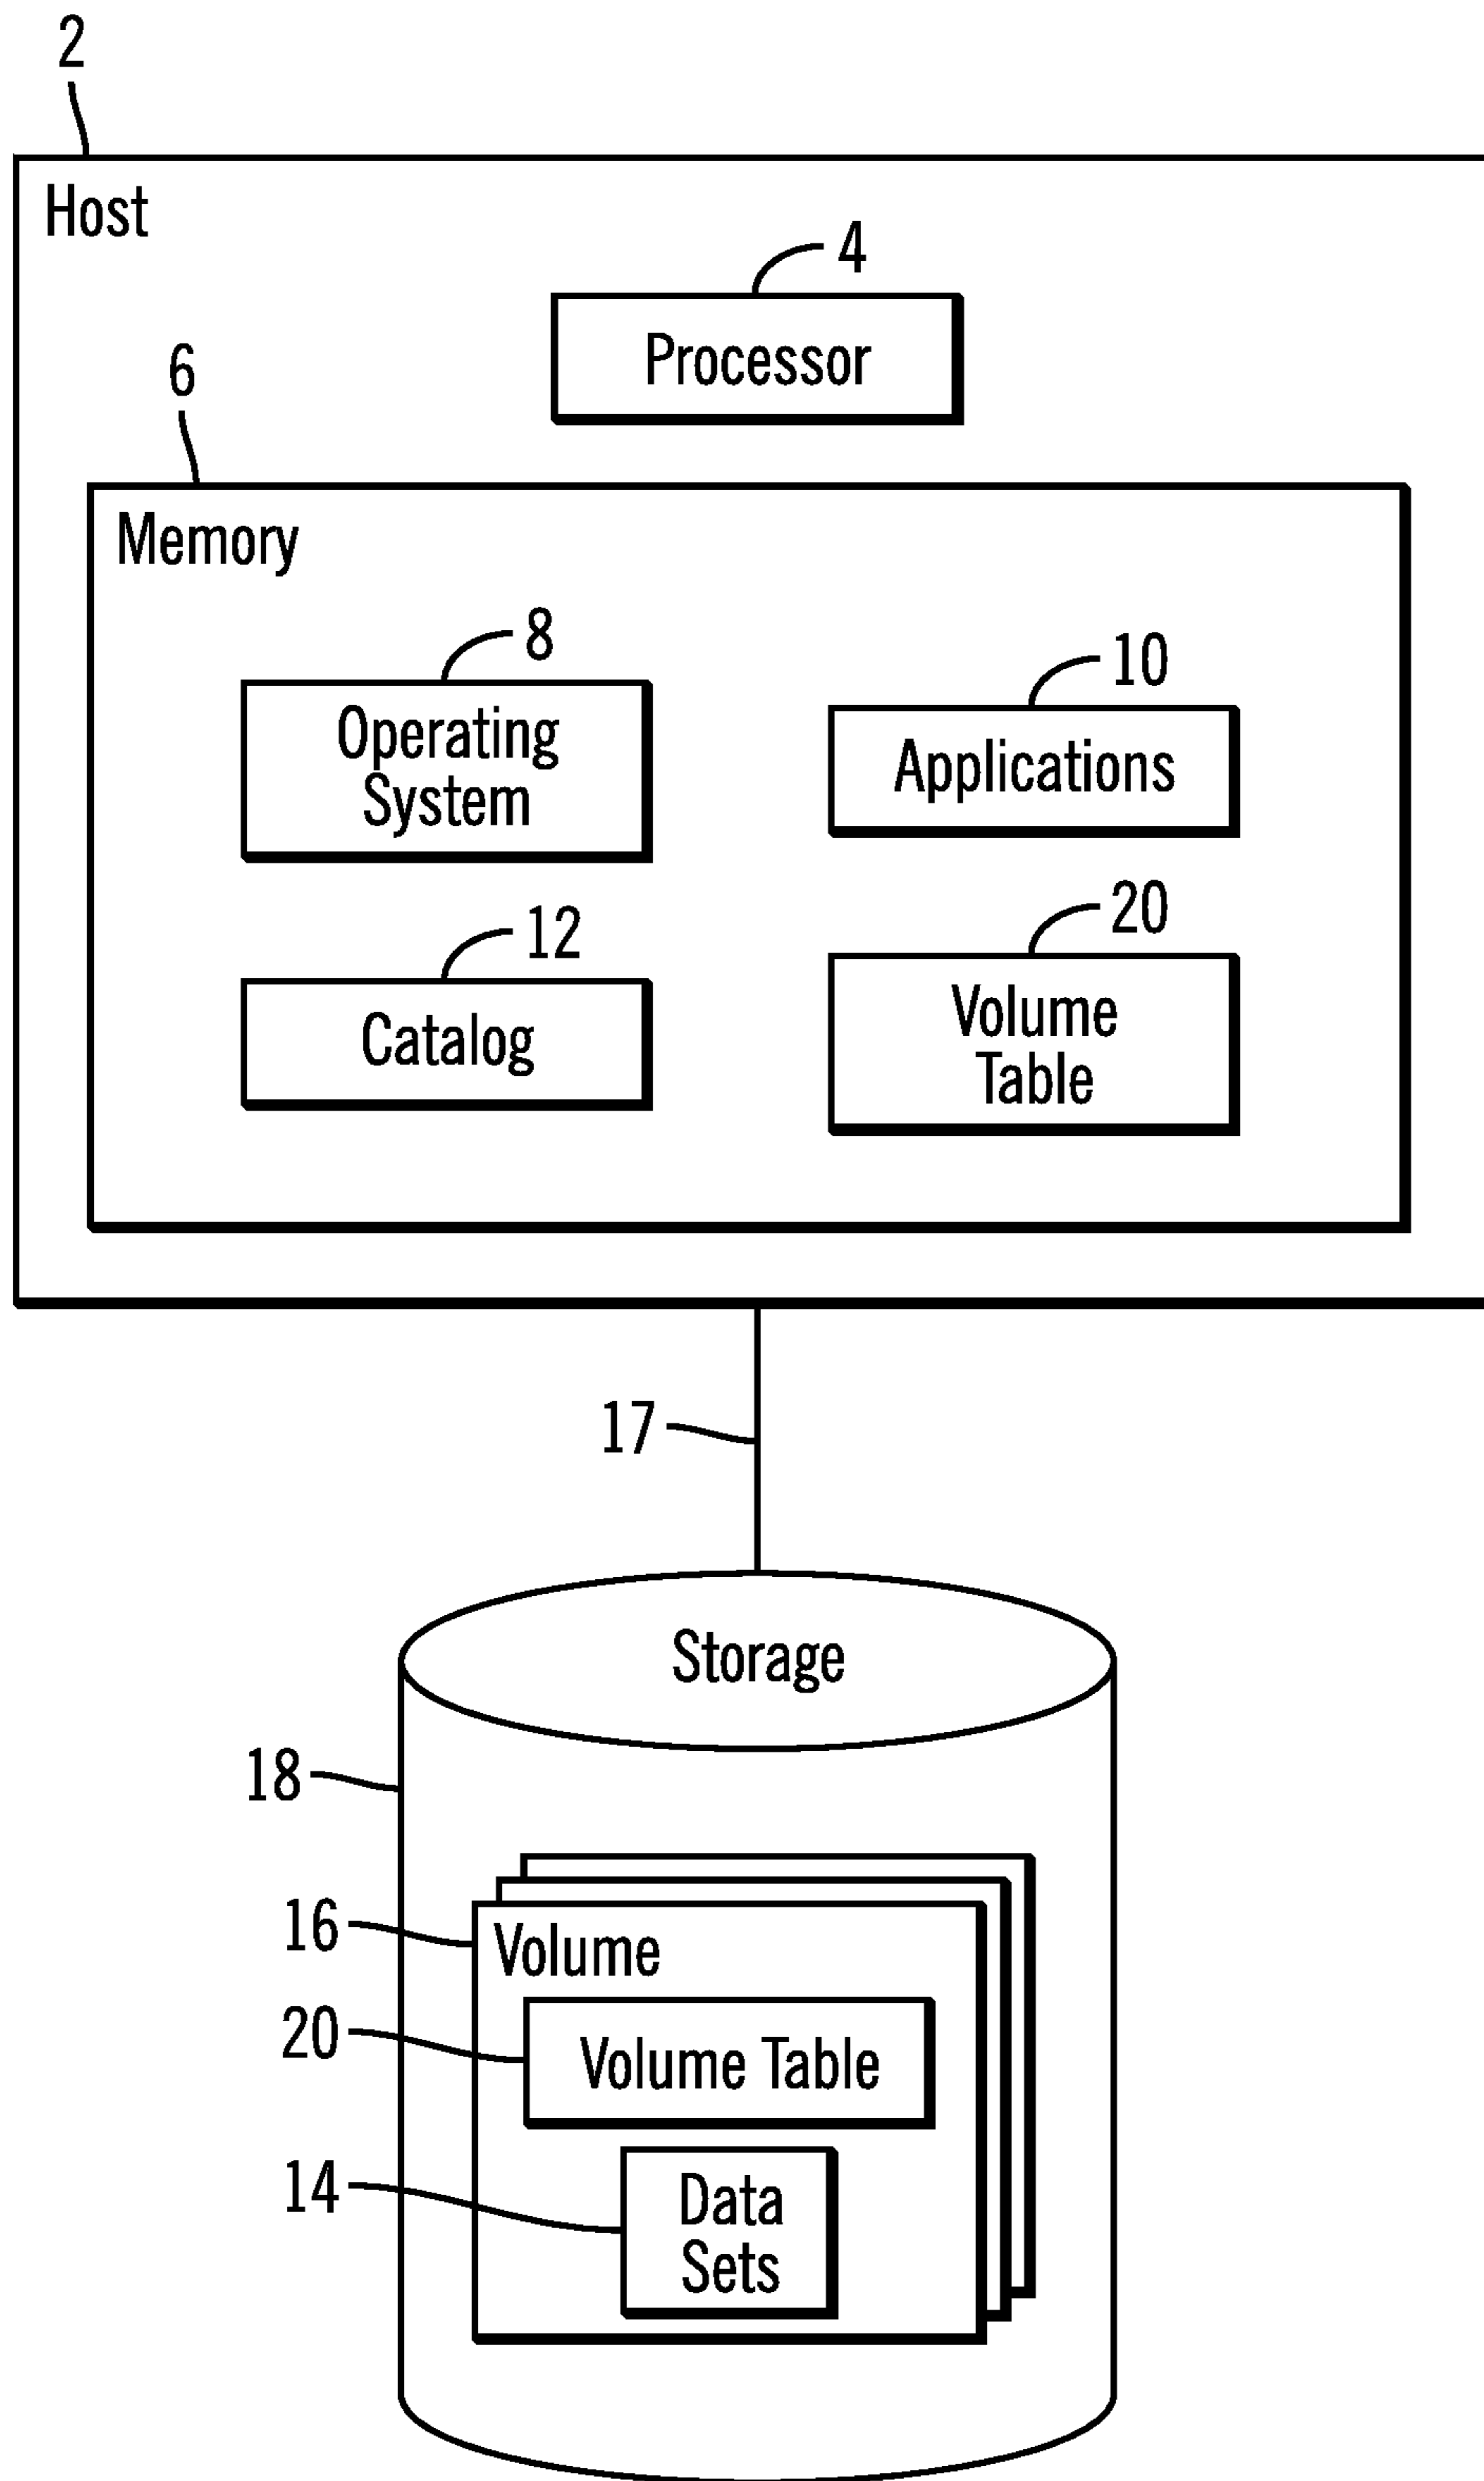 2
Host
4
Processor
6
Memory
8
Operating
System
10
Applications
12
Catalog
20
Volume
Table
17
Storage
18
16
Volume
20
Volume Table
14
Data
Sets